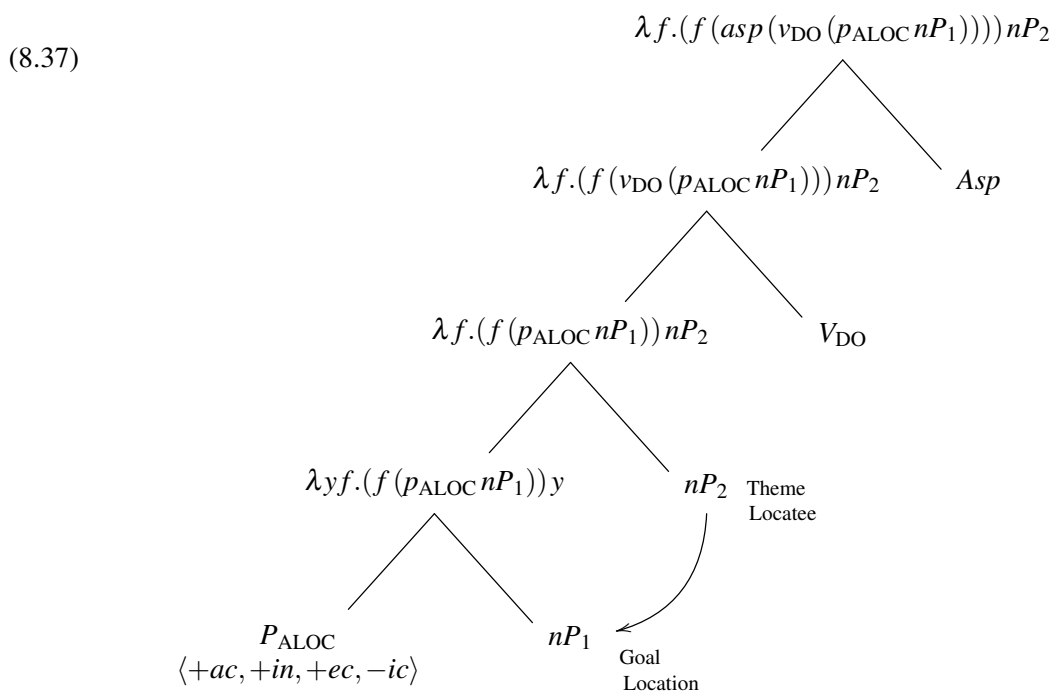 λf.(f(asp(v_DO(p_ALOC nP_1))))nP_2
(8.37)
λf.(f(v_DO(p_ALOC nP_1)))nP_2 Asp
λf.(f(p_ALOC nP_1))nP_2 V_DO
λyf.(f(p_ALOC nP_1))y nP_2 Theme
Locatee
P_ALOC nP_1
⟨+ac,+in,+ec,−ic⟩ Goal
Location